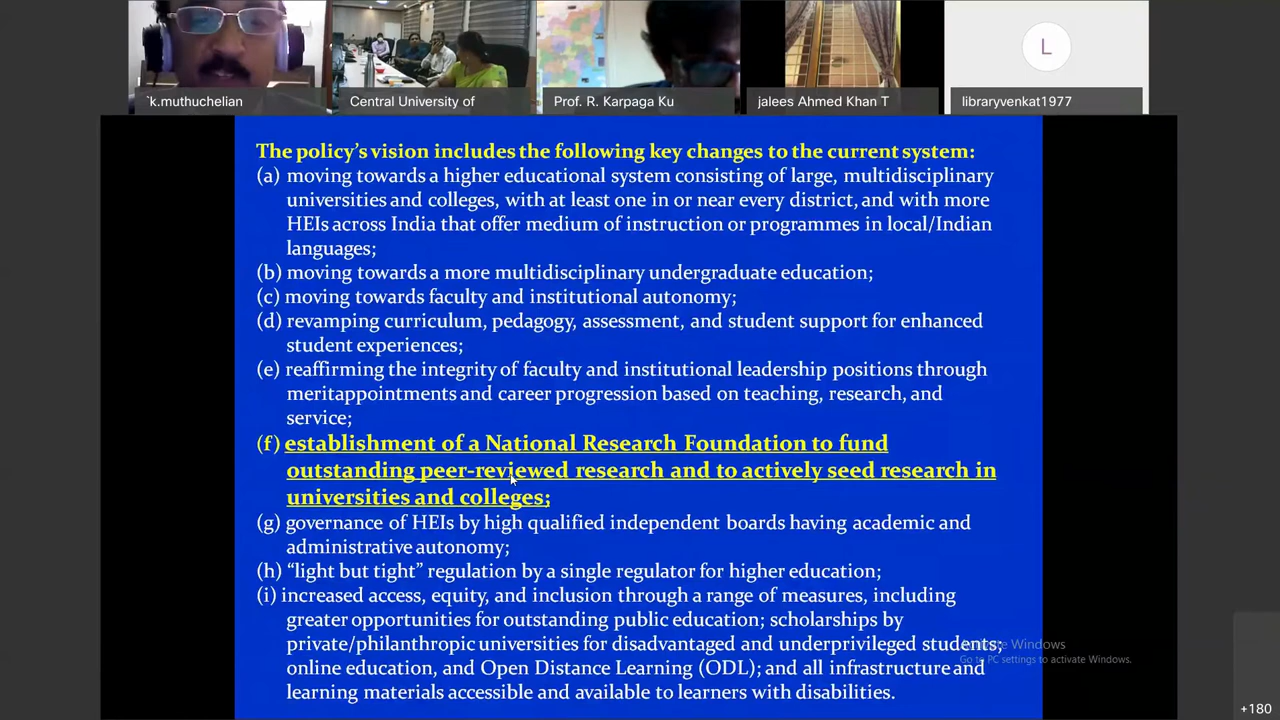 `k.muthuchelian
Central University of
Prof. R. Karpaga Ku
jalees Ahmed Khan T
L
libraryvenkat1977
The policy's vision includes the following key changes to the current system:
(a) moving towards a higher educational system consisting of large, multidisciplinary
universities and colleges, with at least one in or near every district, and with more
HEIs across India that offer medium of instruction or programmes in local/Indian
languages;
(b) moving towards a more multidisciplinary undergraduate education;
(c) moving towards faculty and institutional autonomy;
(d) revamping curriculum, pedagogy, assessment, and student support for enhanced
student experiences;
(e) reaffirming the integrity of faculty and institutional leadership positions through
meritappointments and career progression based on teaching, research, and
service;
(f) establishment of a National Research Foundation to fund
outstanding peer-reviewed research and to actively seed research in
universities and colleges;
(g) governance of HEIs by high qualified independent boards having academic and
administrative autonomy;
(h) “light but tight” regulation by a single regulator for higher education;
(i) increased access, equity, and inclusion through a range of measures, including
greater opportunities for outstanding public education; scholarships by
private/philanthropic universities for disadvantaged and underprivileged students;
online education, and Open Distance Learning (ODL); and all infrastructure and
learning materials accessible and available to learners with disabilities.
Activate Windows
Go to PC settings to activate Windows.
+180